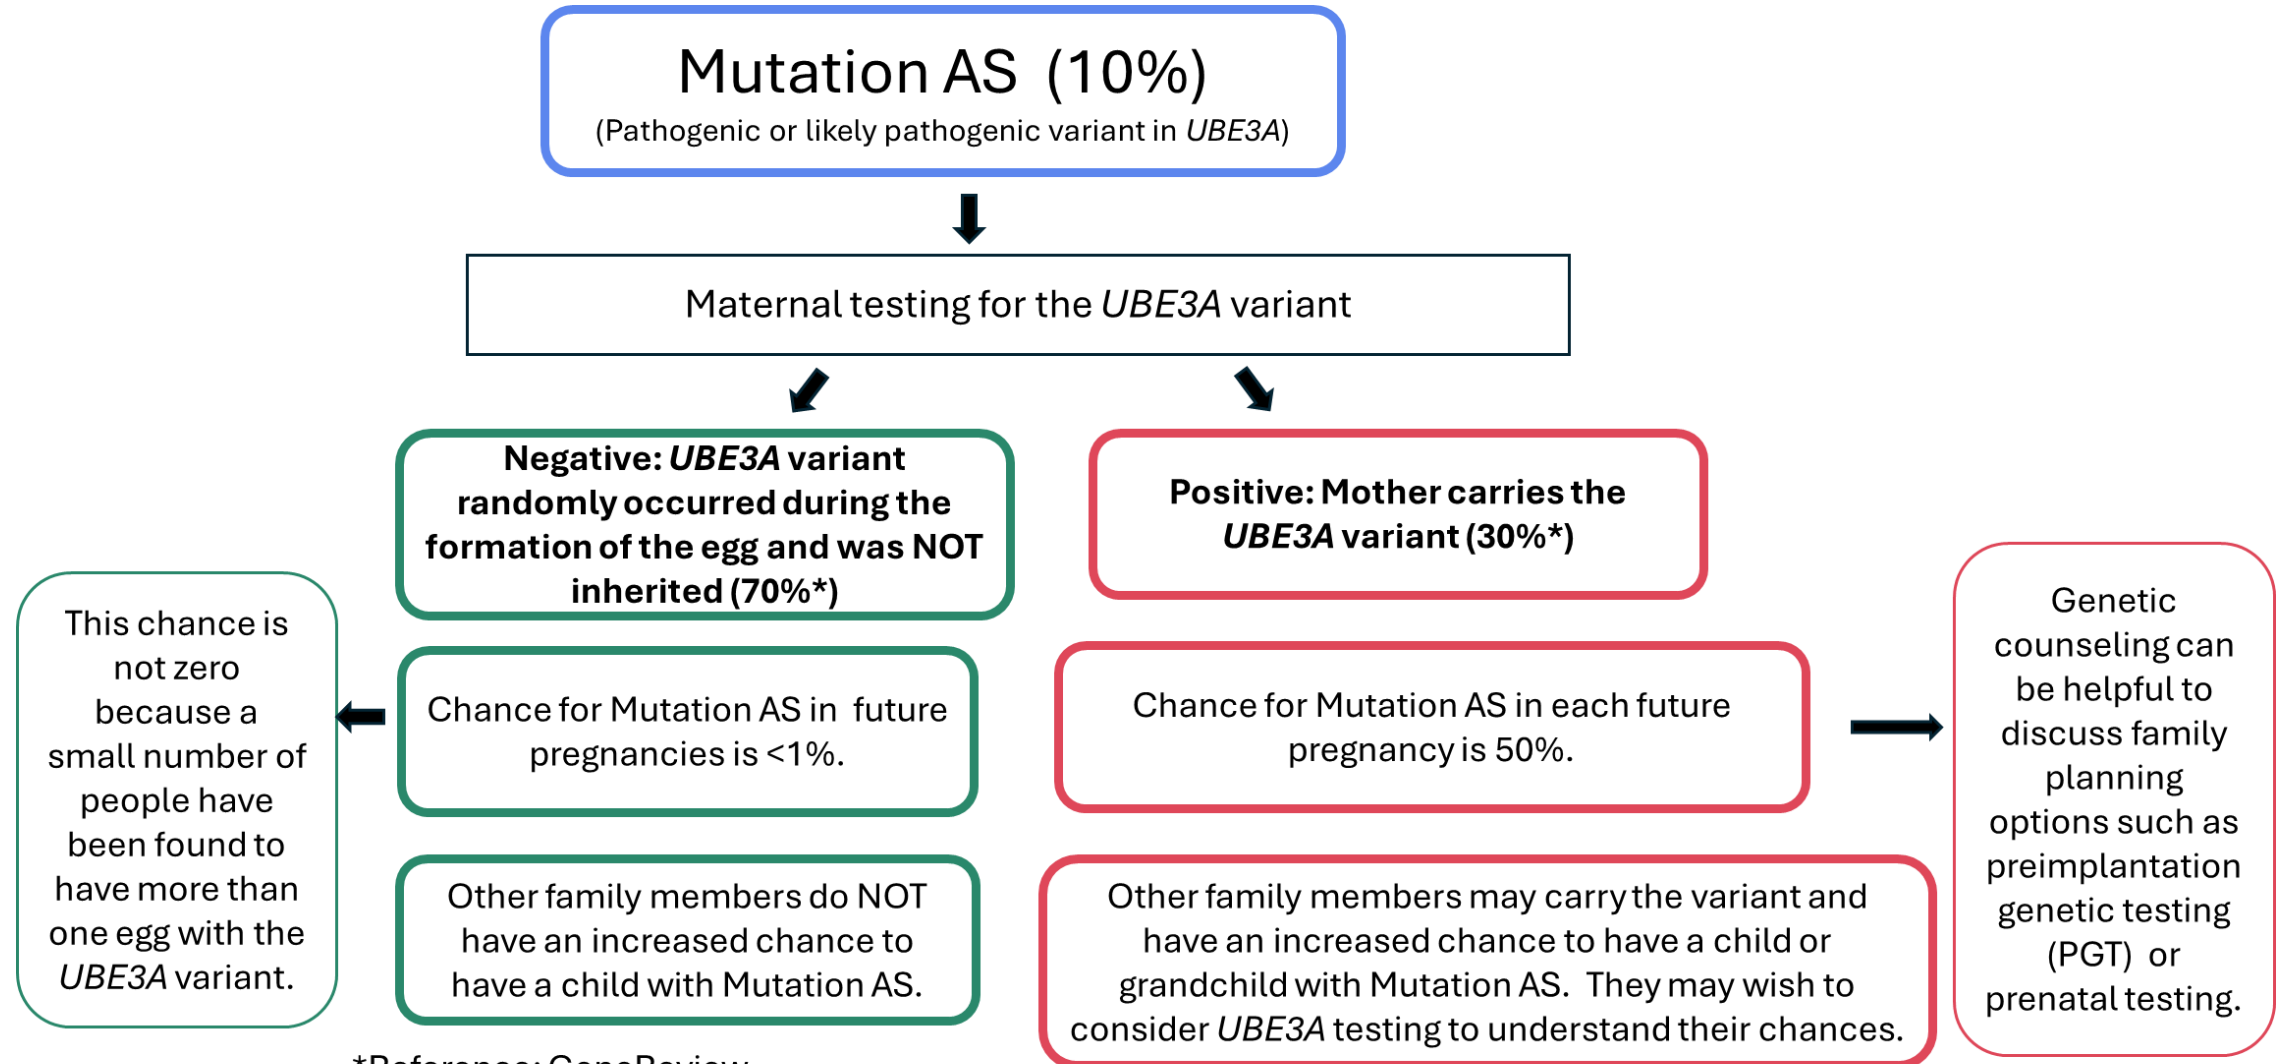 Mutation AS (10%)
(Pathogenic or likely pathogenic variant in UBE3A)
Maternal testing for the UBE3A variant
Negative: UBE3A variant
randomly occurred during the
formation of the egg and was NOT
inherited (70%*)
Positive: Mother carries the
UBE3A variant (30%*)
This chance is
not zero
because a
small number of
people have
been found to
have more than
one egg with the
UBE3A variant.
Chance for Mutation AS in future
pregnancies is <1%.
Chance for Mutation AS in each future
pregnancy is 50%.
Genetic
counseling can
be helpful to
discuss family
planning
options such as
preimplantation
genetic testing
(PGT) or
prenatal testing.
Other family members do NOT
have an increased chance to
have a child with Mutation AS.
Other family members may carry the variant and
have an increased chance to have a child or
grandchild with Mutation AS. They may wish to
consider UBE3A testing to understand their chances.
*Reference: GeneReview